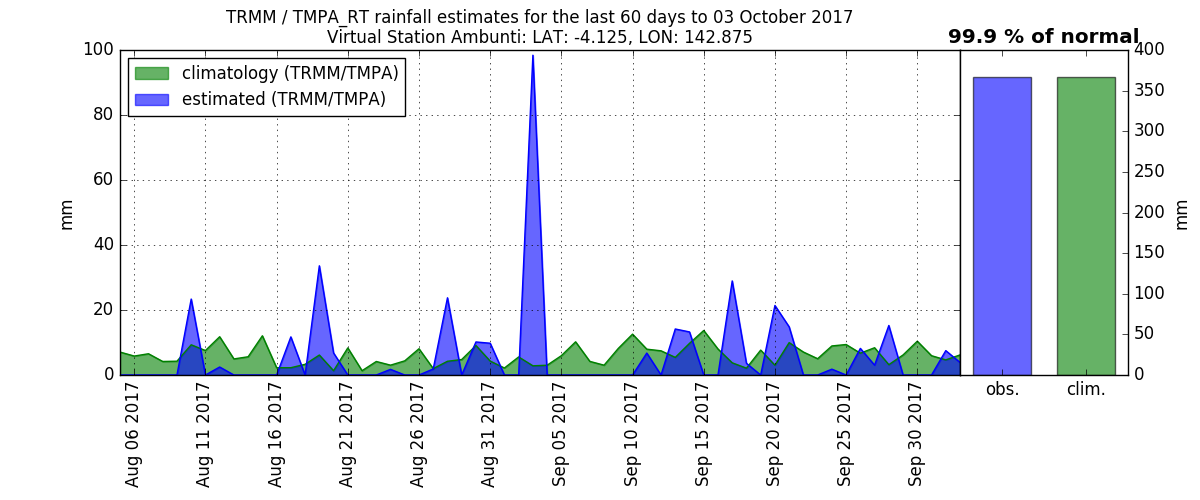 TRMM / TMPA_RT rainfall estimates for the last 60 days to 03 October 2017
Virtual Station Ambunti: LAT: -4.125, LON: 142.875
99.9 % of normal
climatology (TRMM/TMPA)
estimated (TRMM/TMPA)
mm
100
80
60
40
20
0
Aug 06 2017
Aug 11 2017
Aug 16 2017
Aug 21 2017
Aug 26 2017
Aug 31 2017
Sep 05 2017
Sep 10 2017
Sep 15 2017
Sep 20 2017
Sep 25 2017
Sep 30 2017
400
350
300
250
200
150
100
50
0
mm
obs.
clim.